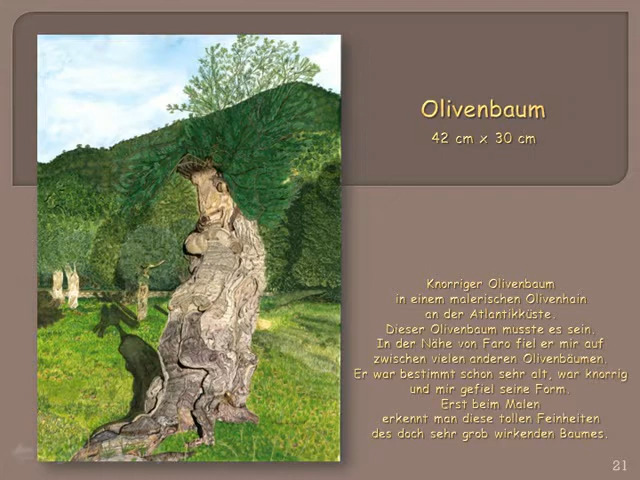 Olivenbaum
42 cm x 30 cm
Knorriger Olivenbaum
in einem malerischen Olivenhain
an der Atlantikküste.
Dieser Olivenbaum musste es sein.
In der Nähe von Faro fiel er mir auf
zwischen vielen anderen Olivenbäumen.
Er war bestimmt schon sehr alt, war knorrig
und mir gefiel seine Form.
Erst beim Malen
erkennt man diese tollen Feinheiten
des doch sehr grob wirkenden Baumes.
21